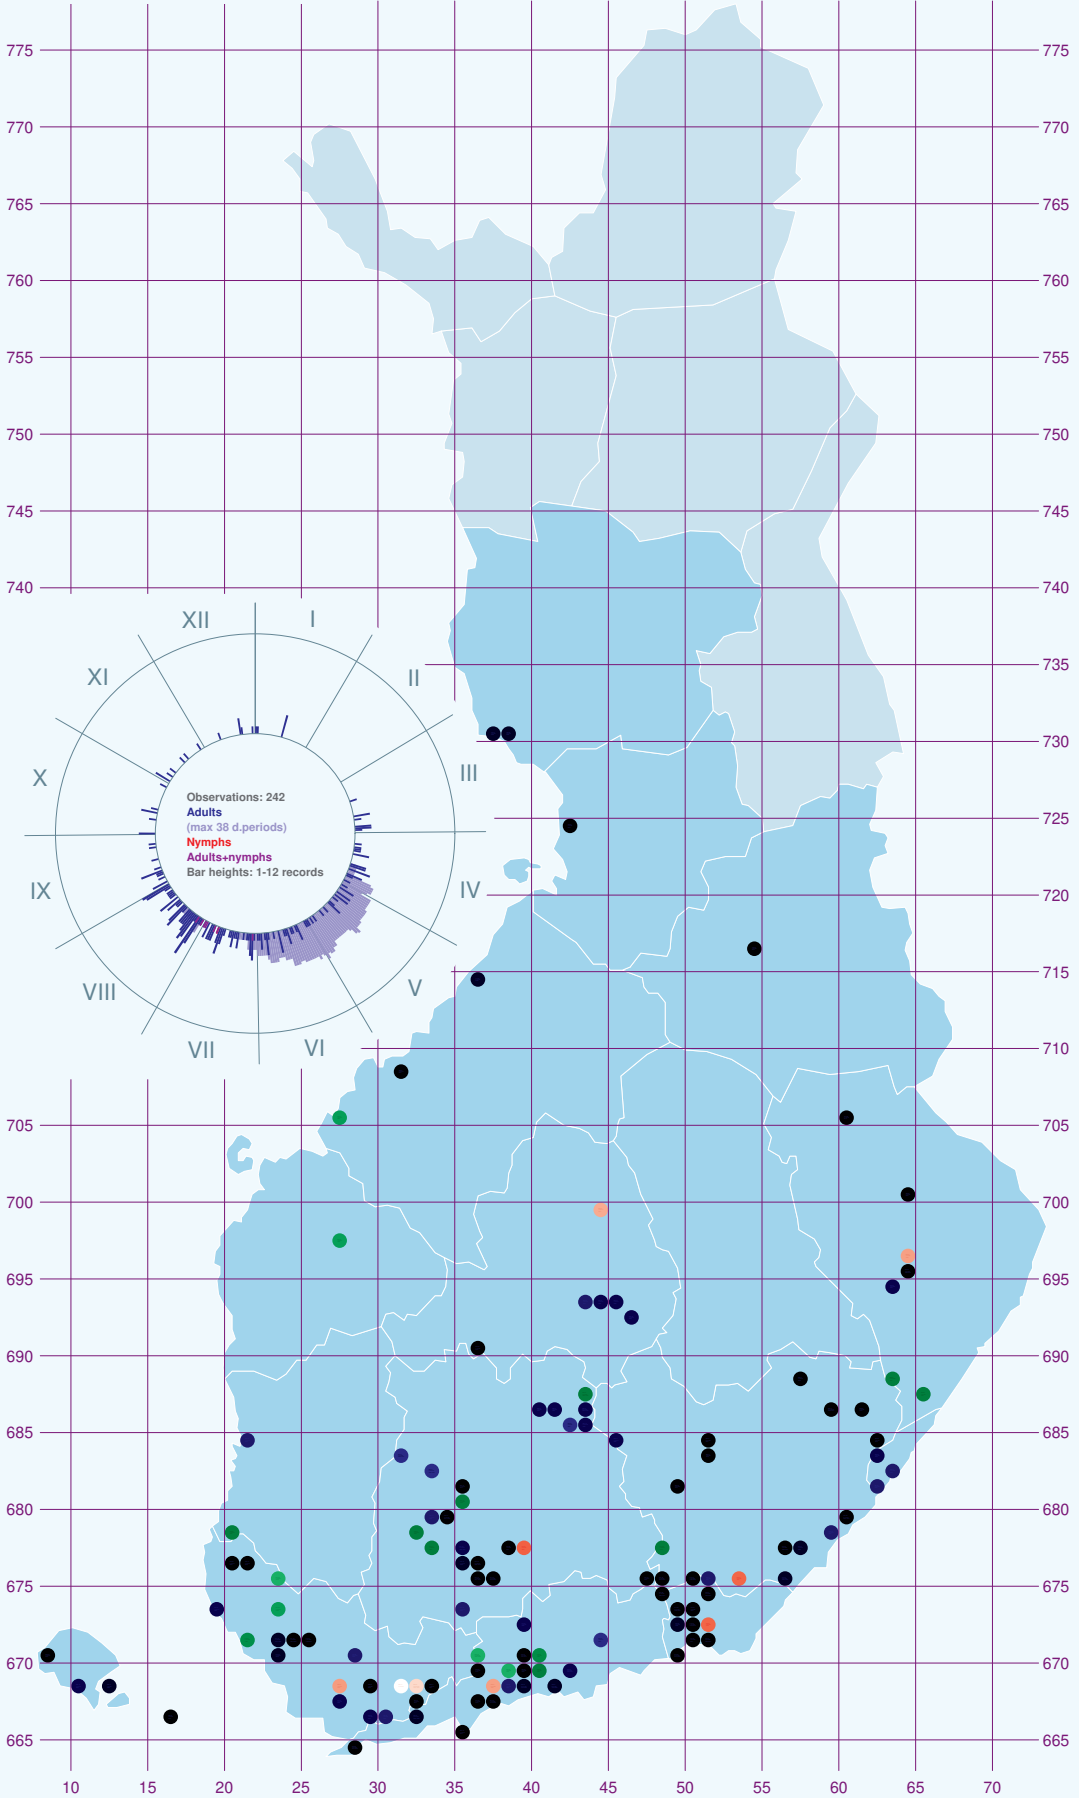 775 775
770 770
765 765
760 760
755 755
750 750
745 745
740 740
XII I
XI II
735 735
730 730
X III
Observations: 242
Adults
(max 38 d.periods)
Nymphs
Adults+nymphs
Bar heights: 1-12 records
725 725
IX IV
720 720
VIII V
715 715
VII VI
710 710
705 705
700 700
695 695
690 690
685 685
680 680
675 675
670 670
665 665
10 15 20 25 30 35 40 45 50 55 60 65 70